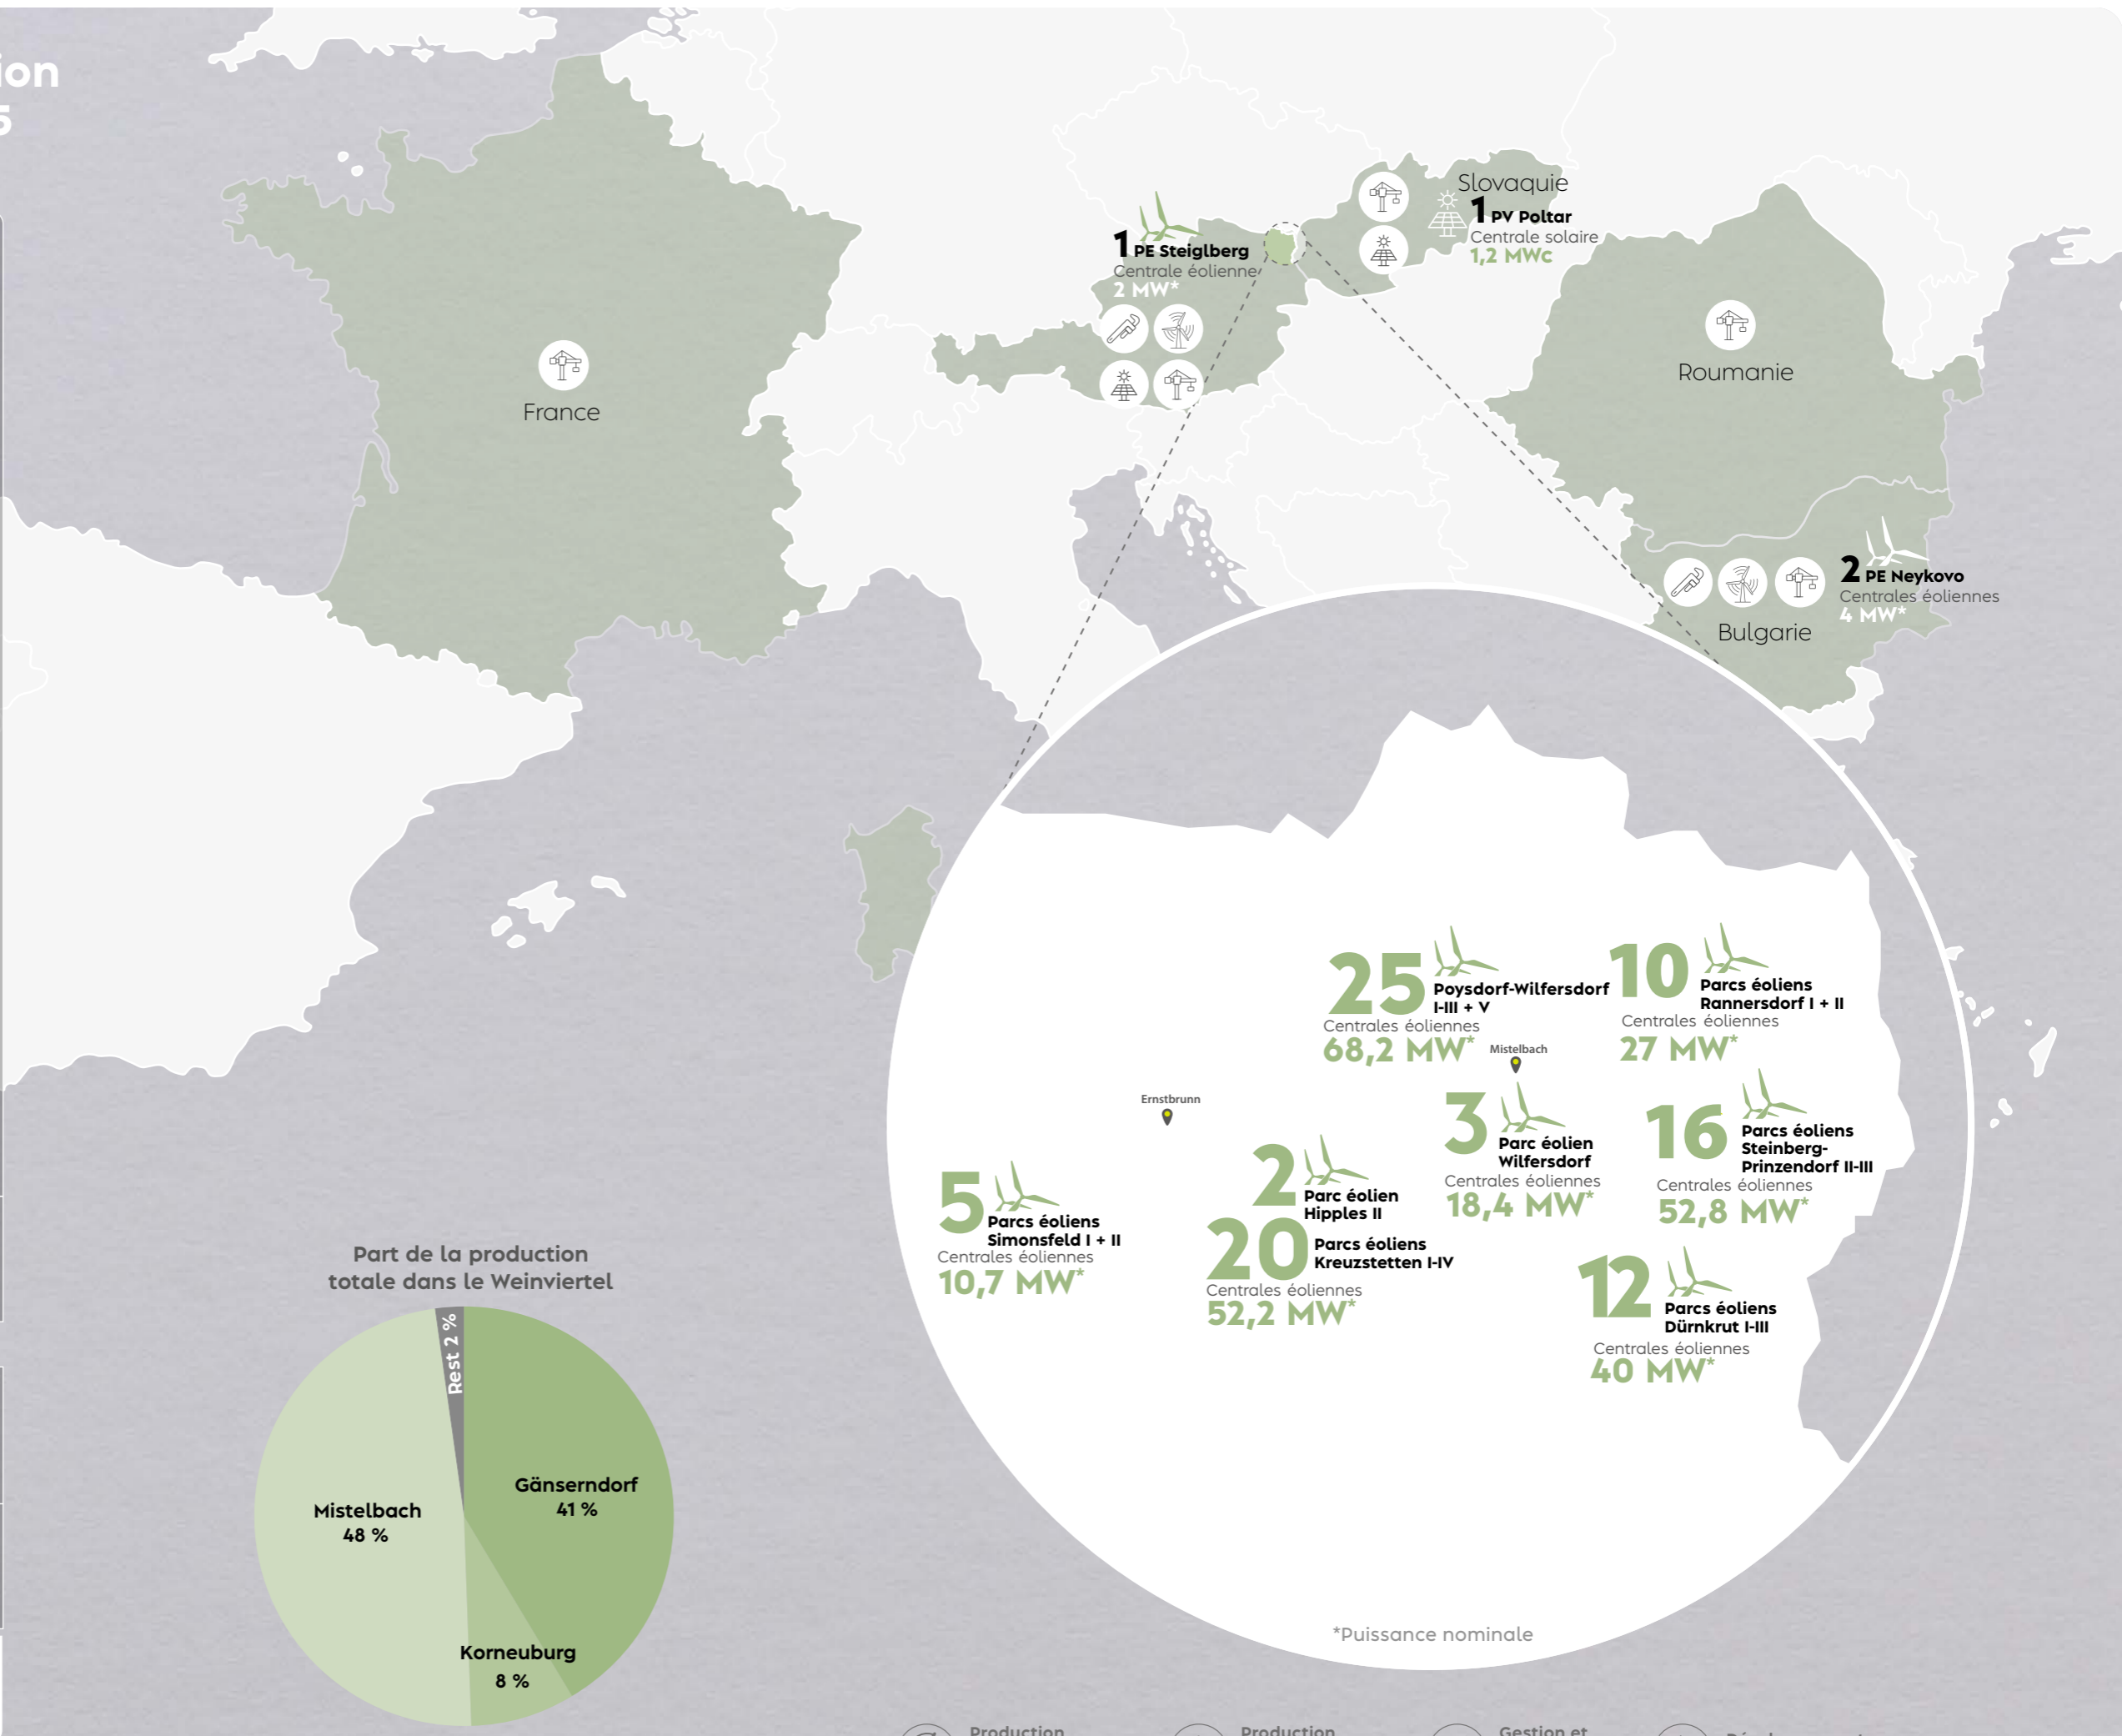 ion
5
Slovaquie
1 PV Poltar
Centrale solaire
1,2 MWc
1 PE Steiglberg
Centrale éolienne
2 MW*
France
Roumanie
2 PE Neykovo
Centrales éoliennes
4 MW*
Bulgarie
25 Poysdorf-Wilfersdorf
I-III + V
Centrales éoliennes
68,2 MW*
10 Parcs éoliens
Rannersdorf I + II
Centrales éoliennes
27 MW*
Mistelbach
Ernstbrunn
3 Parc éolien
Wilfersdorf
Centrales éoliennes
18,4 MW*
16 Parcs éoliens
Steinberg-
Prinzendorf II-III
Centrales éoliennes
52,8 MW*
5 Parcs éoliens
Simonsfeld I + II
Centrales éoliennes
10,7 MW*
2 Parc éolien
Hipples II
20 Parcs éoliens
Kreuzstetten I-IV
Centrales éoliennes
52,2 MW*
12 Parcs éoliens
Dürnkrut I-III
Centrales éoliennes
40 MW*
*Puissance nominale
Part de la production
totale dans le Weinviertel
Rest 2 %
Gänserndorf
41 %
Mistelbach
48 %
Korneuburg
8 %
Production
Production
Gestion et